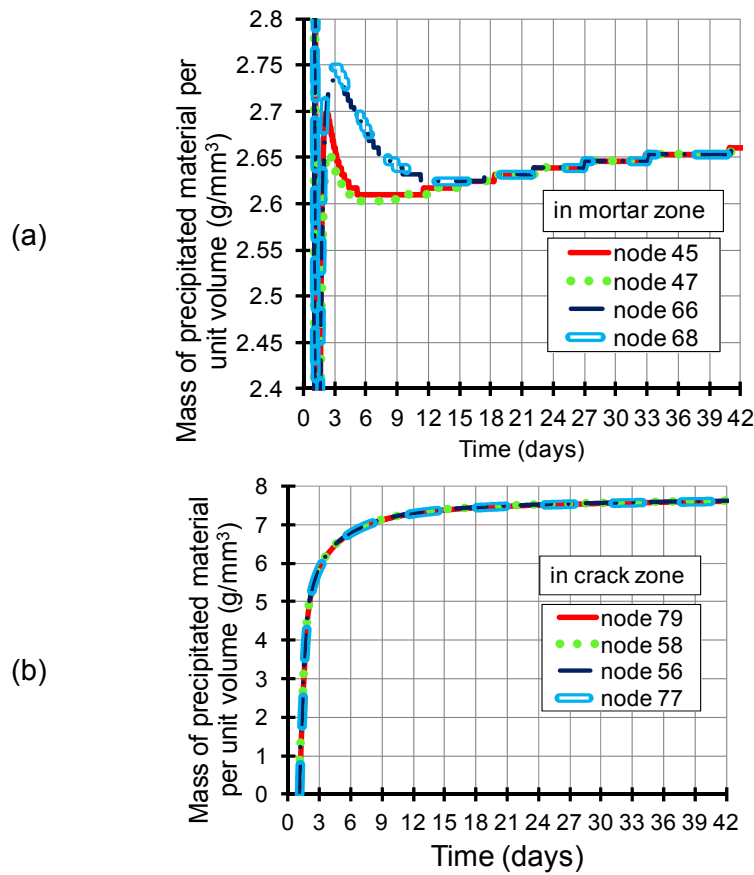 (a)
Mass of precipitated material per
unit volume (g/mm³)
2.8
2.75
2.7
2.65
2.6
2.55
2.5
2.45
2.4
in mortar zone
node 45
node 47
node 66
node 68
0 3 6 9 12 15 18 21 24 27 30 33 36 39 42
Time (days)
(b)
Mass of precipitated material
per unit volume (g/mm³)
8
7
6
5
4
3
2
1
0
in crack zone
node 79
node 58
node 56
node 77
0 3 6 9 12 15 18 21 24 27 30 33 36 39 42
Time (days)